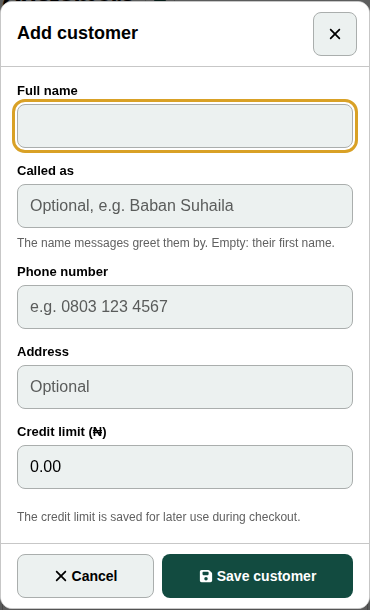 Add customer
Full name
Called as
Optional, e.g. Baban Suhaila
The name messages greet them by. Empty: their first name.
Phone number
e.g. 0803 123 4567
Address
Optional
Credit limit (₦)
0.00
The credit limit is saved for later use during checkout.
Cancel
Save customer